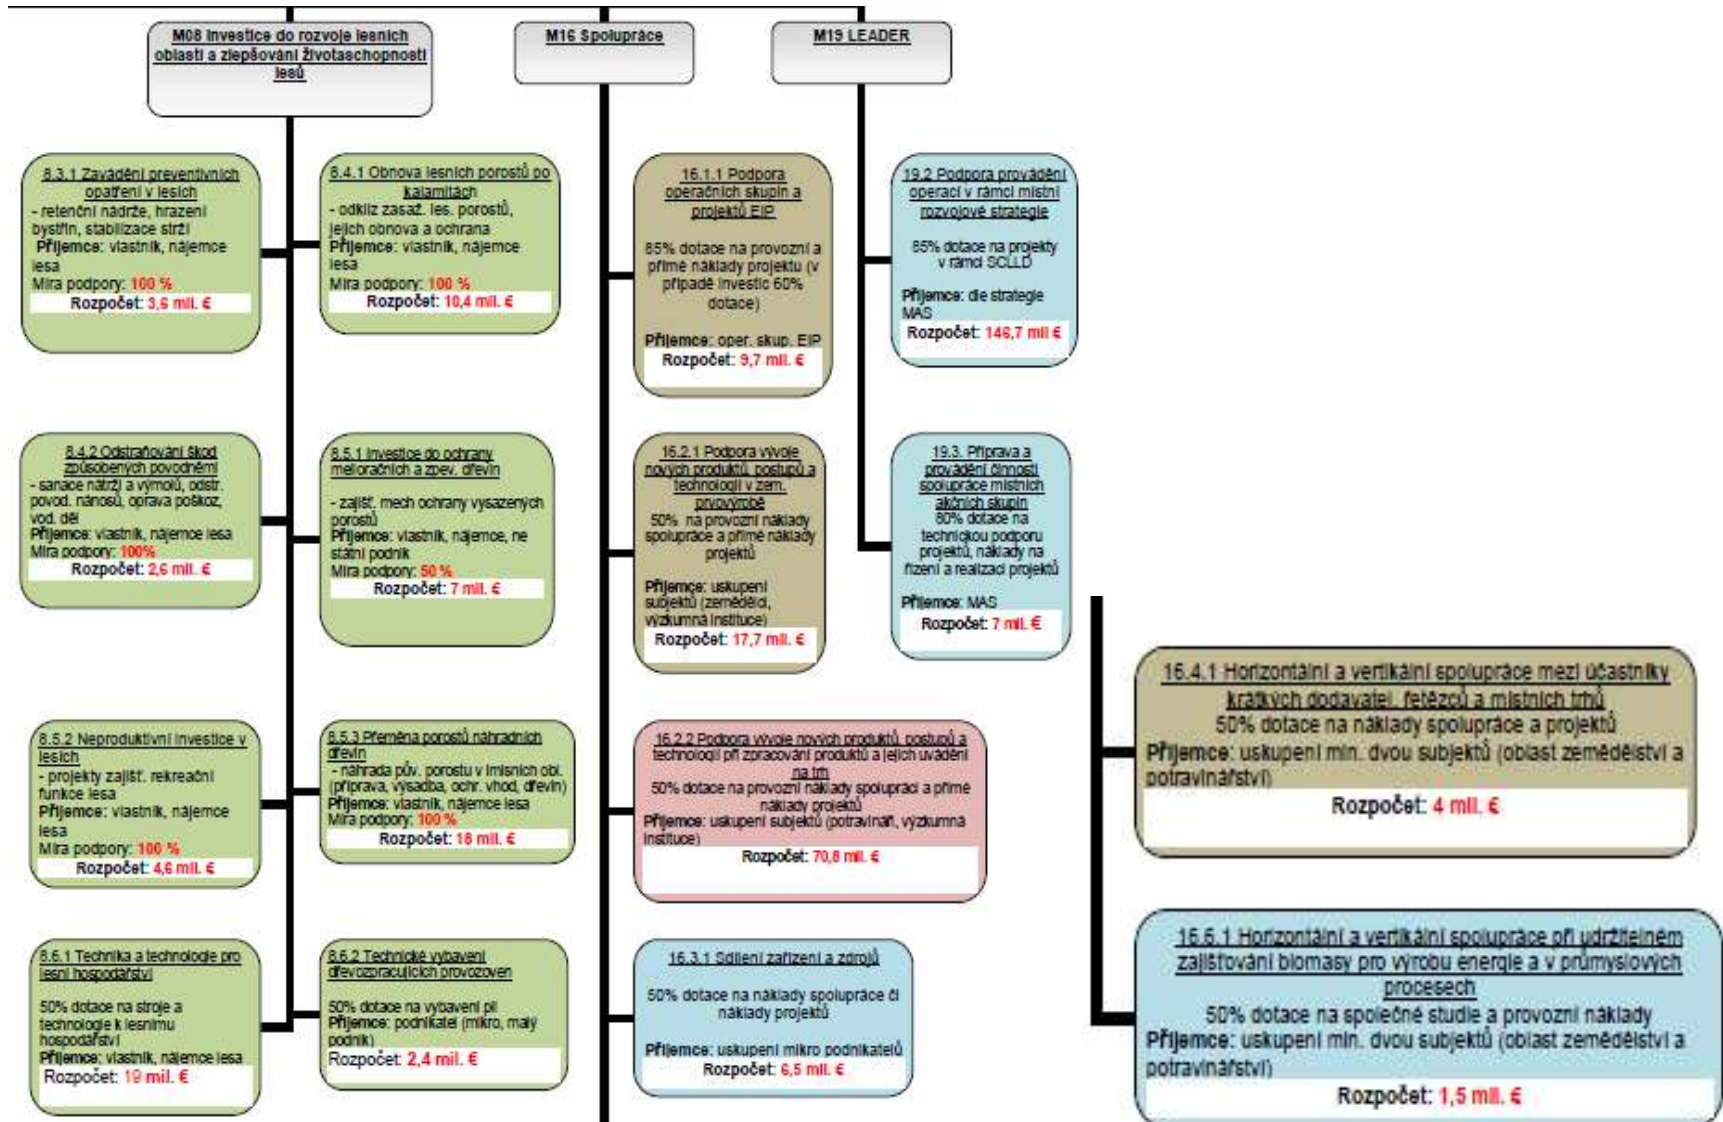 M08 Investice do rozvoje lesních
oblastí a zlepšování životaschopnosti
lesů
M16 Spolupráce
M19 LEADER
8.3.1 Zavádění preventivních
opatření v lesích
- retenční nádrže, hrazení
bystřin, stabilizace strží
Příjemce: vlastník, nájemce
lesa
Míra podpory: 100 %
Rozpočet: 3,6 mil. €
8.4.1 Obnova lesních porostů po
kalamitách
- odkliz zasaž. les. porostů,
jejich obnova a ochrana
Příjemce: vlastník, nájemce
lesa
Míra podpory: 100 %
Rozpočet: 10,4 mil. €
16.1.1 Podpora
operačních skupin a
projektů EIP
85% dotace na provozní a
přímé náklady projektu (v
případě investic 60%
dotace)
Příjemce: oper. skup. EIP
Rozpočet: 9,7 mil. €
19.2 Podpora provádění
operací v rámci místní
rozvojové strategie
85% dotace na projekty
v rámci SCLLD
Příjemce: dle strategie
MAS
Rozpočet: 146,7 mil €
8.4.2 Odstraňování škod
způsobených povodněmi
- sanace nátrží a výmolů, odstr.
povod. nánosů, oprava poškoz,
vod. děl
Příjemce: vlastník, nájemce lesa
Míra podpory: 100%
Rozpočet: 2,6 mil. €
8.5.1 Investice do ochrany
melioračních a zpev. dřevin
- zajišť. mech ochrany vysazených
porostů
Příjemce: vlastník, nájemce, ne
státní podnik
Míra podpory: 50 %
Rozpočet: 7 mil. €
16.2.1 Podpora vývoje
nových produktů, postupů a
technologií v zem.
prvovýrobě
50% na provozní náklady
spolupráce a přímé náklady
projektů
Příjemce: uskupení
subjektů (zemědělci,
výzkumná instituce)
Rozpočet: 17,7 mil. €
19.3. Příprava a
provádění činností
spolupráce místních
akčních skupin
80% dotace na
technickou podporu
projektů, náklady na
řízení a realizaci projektů
Příjemce: MAS
Rozpočet: 7 mil. €
8.5.2 Neproduktivní investice v
lesích
- projekty zajišť. rekreační
funkce lesa
Příjemce: vlastník, nájemce
lesa
Míra podpory: 100 %
Rozpočet: 4,6 mil. €
8.5.3 Přeměna porostů náhradních
dřevin
- náhrada pův. porostu v imisních obl.
(příprava, výsadba, ochr. vhod, dřevin)
Příjemce: vlastník, nájemce lesa
Míra podpory: 100 %
Rozpočet: 18 mil. €
16.2.2 Podpora vývoje nových produktů, postupů a
technologií při zpracování produktů a jejich uvádění
na trh
50% dotace na provozní náklady spolupráci a přímé
náklady projektů
Příjemce: uskupení subjektů (potravináři, výzkumná
instituce)
Rozpočet: 70,8 mil. €
16.4.1 Horizontální a vertikální spolupráce mezi účastníky
krátkých dodavatel. řetězců a místních trhů
50% dotace na náklady spolupráce a projektů
Příjemce: uskupení min. dvou subjektů (oblast zemědělství a
potravinářství)
Rozpočet: 4 mil. €
8.6.1 Technika a technologie pro
lesní hospodářství
50% dotace na stroje a
technologie k lesnímu
hospodářství
Příjemce: vlastník, nájemce lesa
Rozpočet: 19 mil. €
8.6.2 Technické vybavení
dřevozpracujících provozoven
50% dotace na vybavení pil
Příjemce: podnikatel (mikro, malý
podnik)
Rozpočet: 2,4 mil. €
16.3.1 Sdílení zařízení a zdrojů
50% dotace na náklady spolupráce či
náklady projektů
Příjemce: uskupení mikro podnikatelů
Rozpočet: 6,5 mil. €
16.6.1 Horizontální a vertikální spolupráce při udržitelném
zajišťování biomasy pro výrobu energie a v průmyslových
procesech
50% dotace na společné studie a provozní náklady
Příjemce: uskupení min. dvou subjektů (oblast zemědělství a
potravinářství)
Rozpočet: 1,5 mil. €